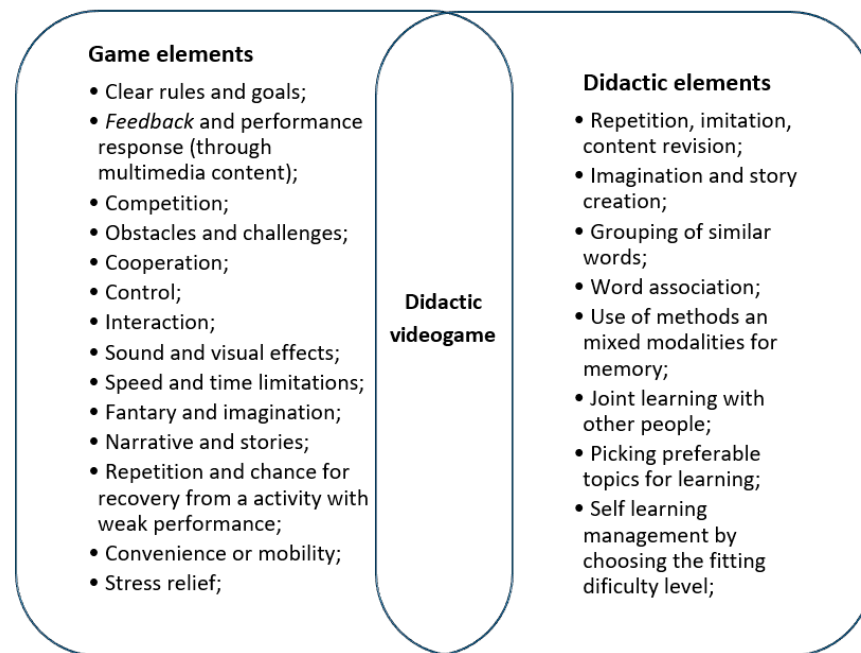 Game elements
• Clear rules and goals;
• Feedback and performance
response (through
multimedia content);
• Competition;
• Obstacles and challenges;
• Cooperation;
• Control;
• Interaction;
• Sound and visual effects;
• Speed and time limitations;
• Fantary and imagination;
• Narrative and stories;
• Repetition and chance for
recovery from a activity with
weak performance;
• Convenience or mobility;
• Stress relief;
Didactic
videogame
Didactic elements
• Repetition, imitation,
content revision;
• Imagination and story
creation;
• Grouping of similar
words;
• Word association;
• Use of methods an
mixed modalities for
memory;
• Joint learning with
other people;
• Picking preferable
topics for learning;
• Self learning
management by
choosing the fitting
dificulty level;